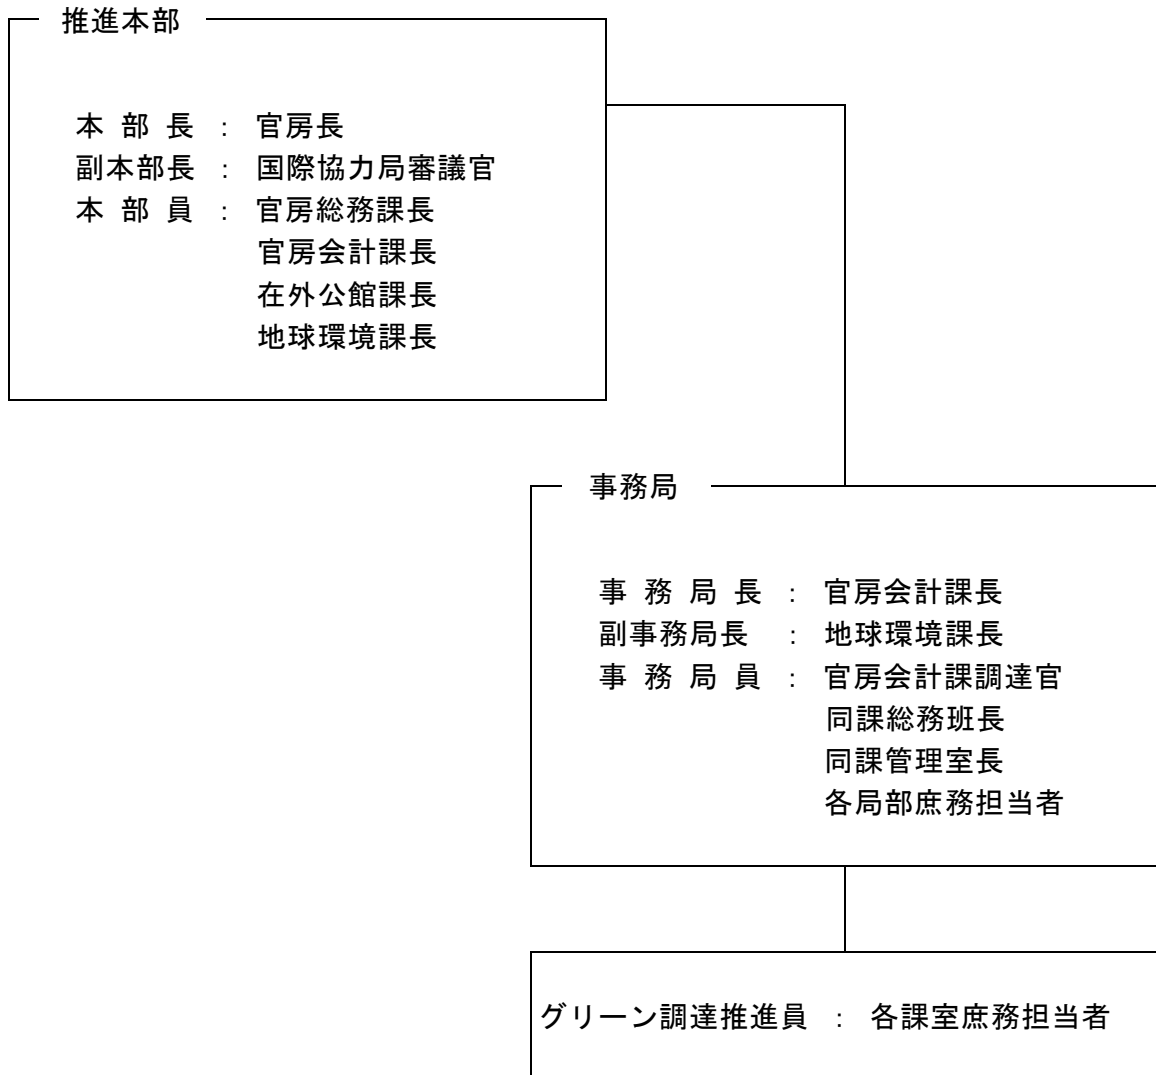 推進本部
本 部 長 : 官房長
副本部長 : 国際協力局審議官
本 部 員 : 官房総務課長
官房会計課長
在外公館課長
地球環境課長
事務局
事 務 局 長 : 官房会計課長
副事務局長 : 地球環境課長
事 務 局 員 : 官房会計課調達官
同課総務班長
同課管理室長
各局部庶務担当者
グリーン調達推進員 : 各課室庶務担当者